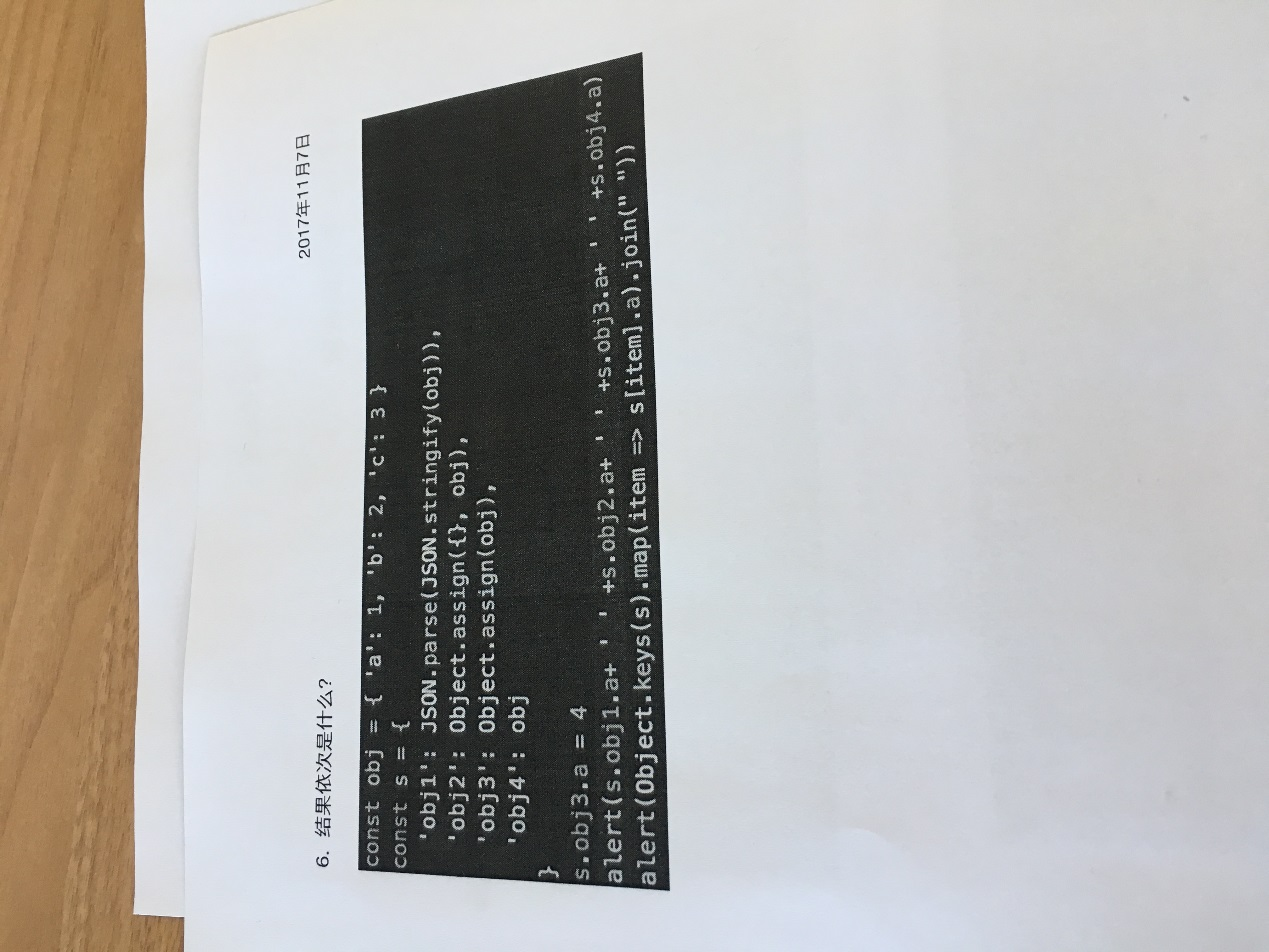 2017年11月7日
6. 结果依次是什么?
const obj = { 'a': 1, 'b': 2, 'c': 3 }
const s = {
'obj1': JSON.parse(JSON.stringify(obj)),
'obj2': Object.assign({}, obj),
'obj3': Object.assign(obj),
'obj4': obj
}
s.obj3.a = 4
alert(s.obj1.a+ ' ' +s.obj2.a+ ' ' +s.obj3.a+ ' ' +s.obj4.a)
alert(Object.keys(s).map(item => s[item].a).join(" "))